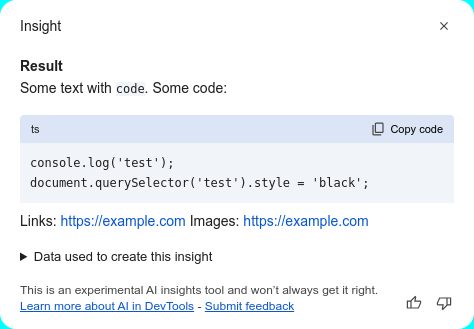 Insight
Result
Some text with code. Some code:
ts
Copy code
console.log('test');
document.querySelector('test').style = 'black';
Links: https://example.com Images: https://example.com
Data used to create this insight
This is an experimental AI insights tool and won’t always get it right.
Learn more about AI in DevTools - Submit feedback